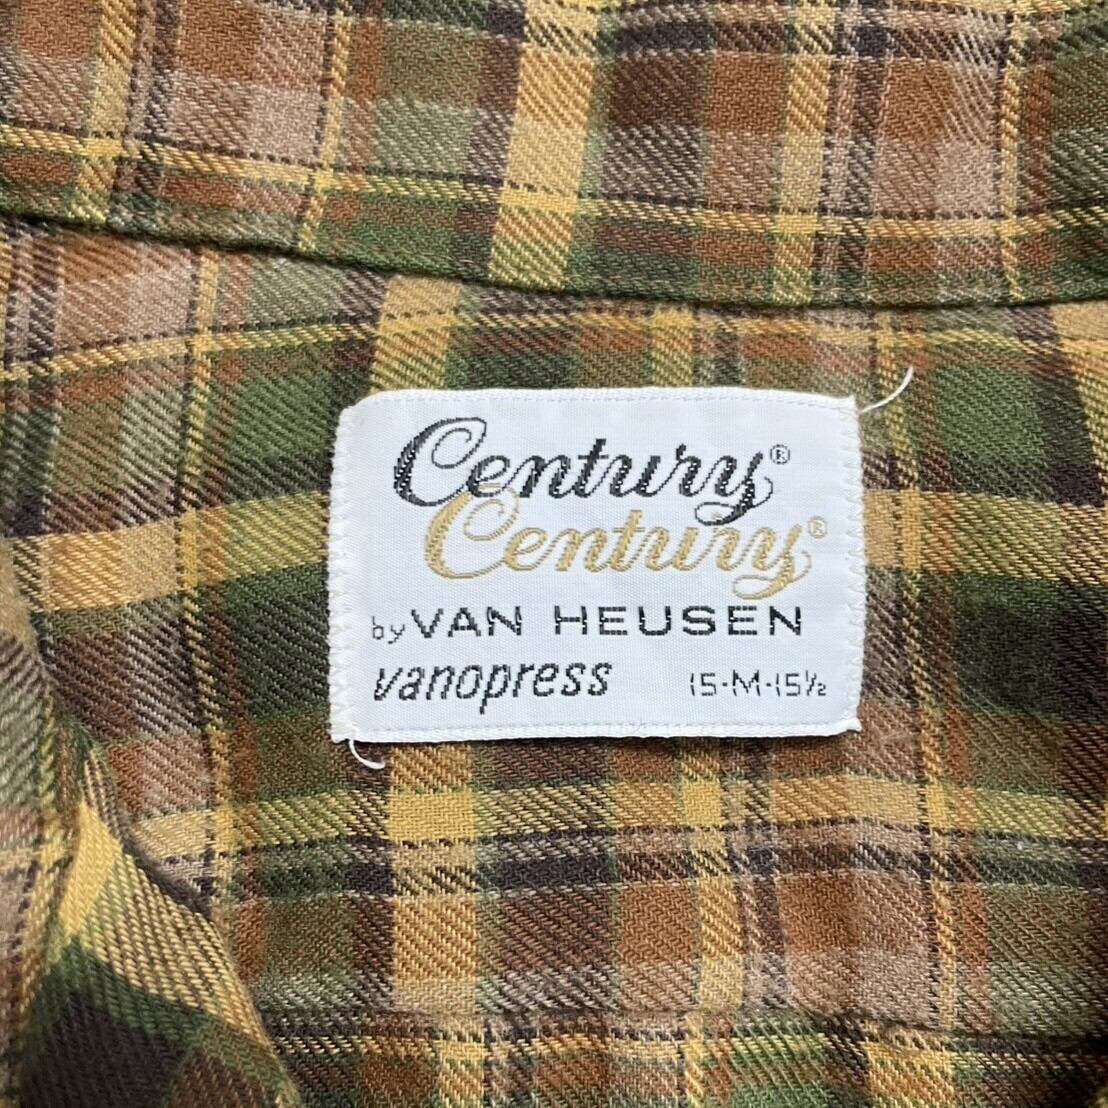 Century®
Century®
by VAN HEUSEN
vanopress 15-M-15½